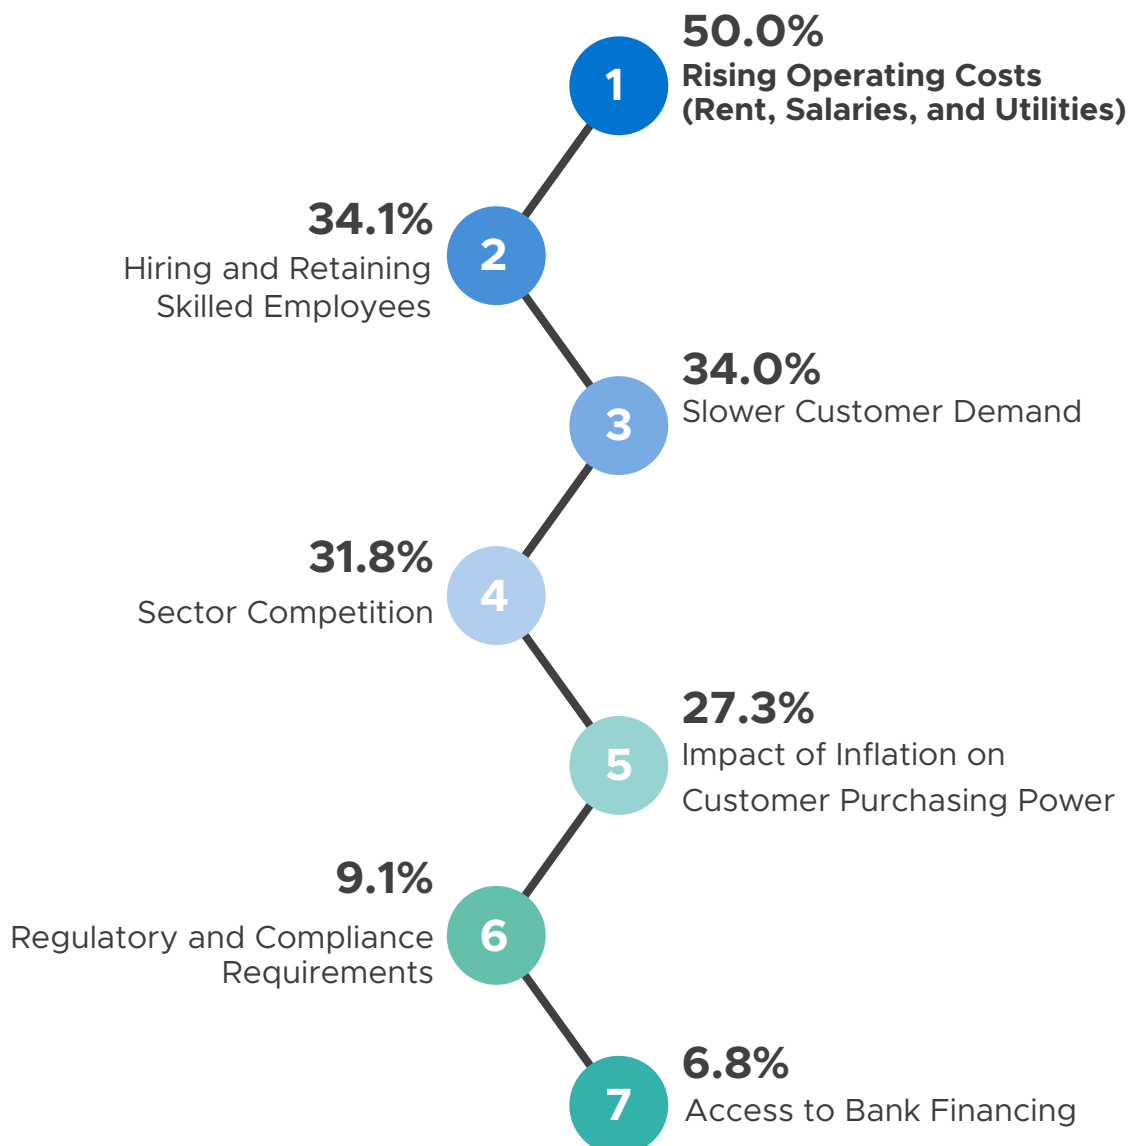 1
50.0%
Rising Operating Costs
(Rent, Salaries, and Utilities)
2
34.1%
Hiring and Retaining
Skilled Employees
3
34.0%
Slower Customer Demand
4
31.8%
Sector Competition
5
27.3%
Impact of Inflation on
Customer Purchasing Power
6
9.1%
Regulatory and Compliance
Requirements
7
6.8%
Access to Bank Financing